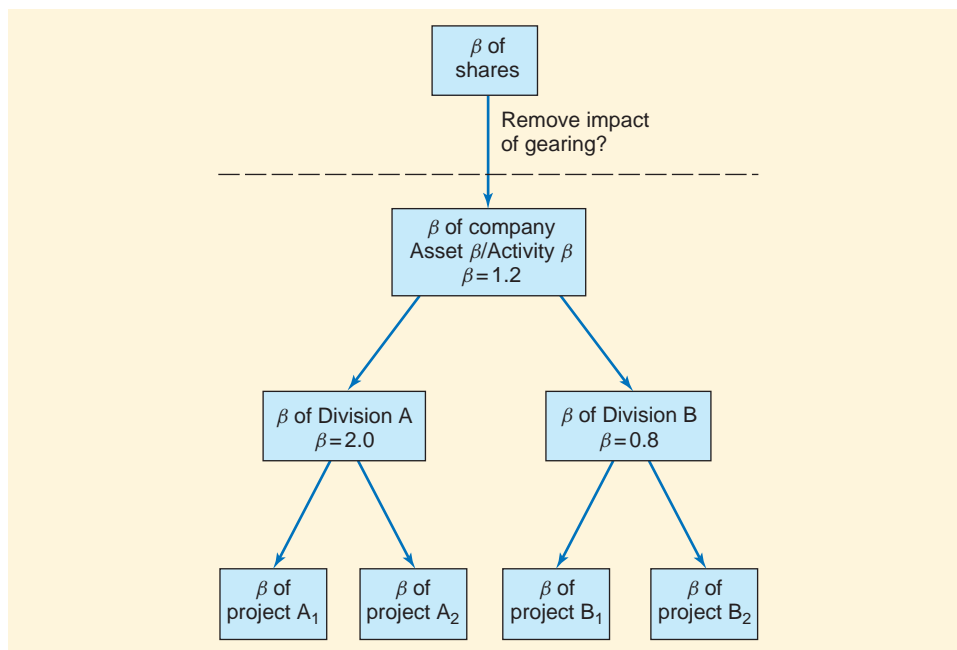 β of
shares
Remove impact
of gearing?
β of company
Asset β/Activity β
β=1.2
β of Division A
β=2.0
β of Division B
β=0.8
β of
project A₁
β of
project A₂
β of
project B₁
β of
project B₂